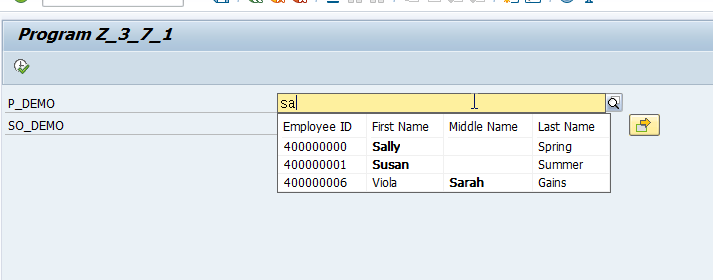 Program Z_3_7_1
P_DEMO sa
SO_DEMO
Employee ID First Name Middle Name Last Name
400000000 Sally Spring
400000001 Susan Summer
400000006 Viola Sarah Gains